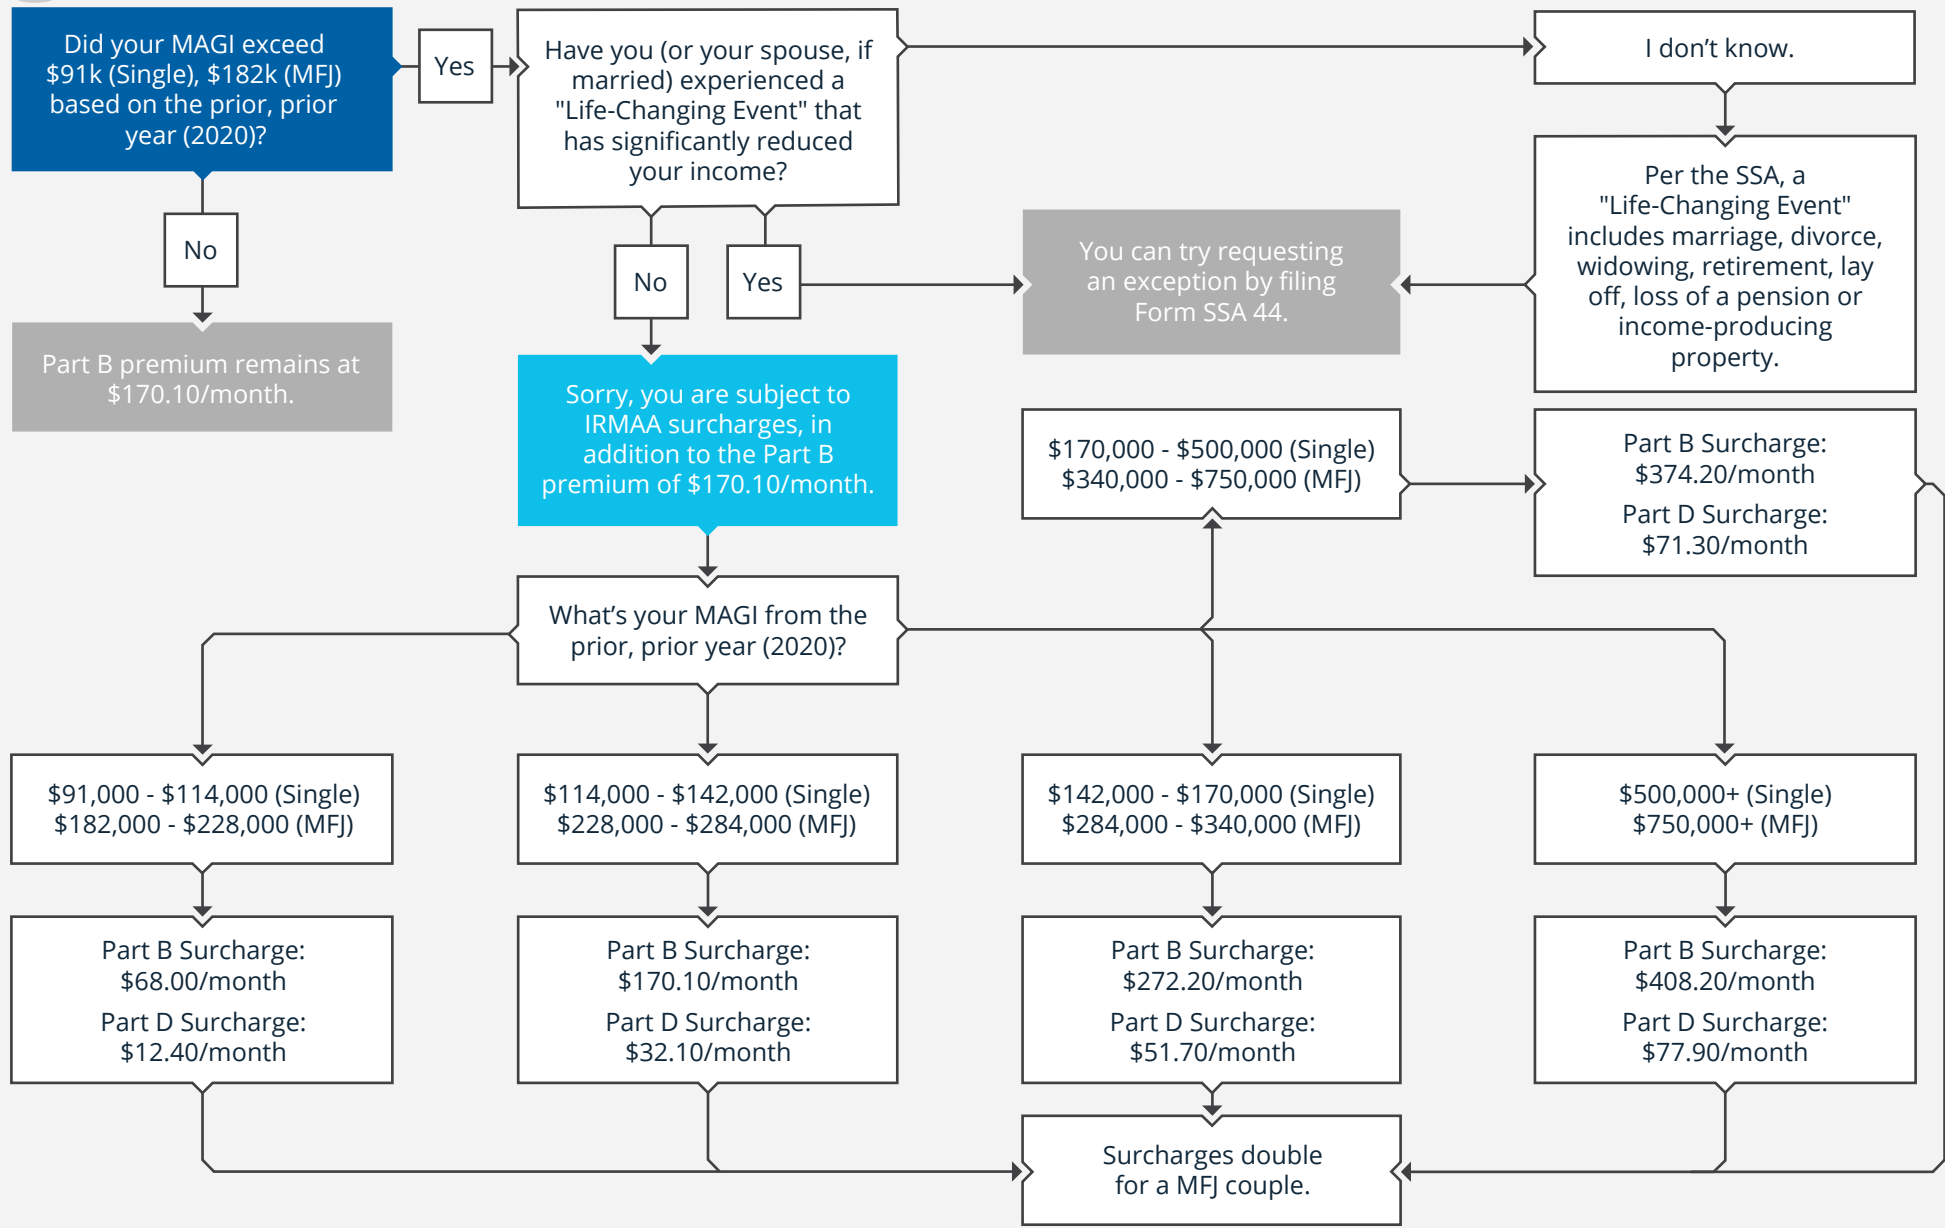 Did your MAGI exceed
$91k (Single), $182k (MFJ)
based on the prior, prior
year (2020)?
Yes
Have you (or your spouse, if
married) experienced a
"Life-Changing Event" that
has significantly reduced
your income?
I don’t know.
Per the SSA, a
"Life-Changing Event"
includes marriage, divorce,
widowing, retirement, lay
off, loss of a pension or
income-producing
property.
No
No
Yes
You can try requesting
an exception by filing
Form SSA 44.
Part B premium remains at
$170.10/month.
Sorry, you are subject to
IRMAA surcharges, in
addition to the Part B
premium of $170.10/month.
$170,000 - $500,000 (Single)
$340,000 - $750,000 (MFJ)
Part B Surcharge:
$374.20/month
Part D Surcharge:
$71.30/month
What’s your MAGI from the
prior, prior year (2020)?
$91,000 - $114,000 (Single)
$182,000 - $228,000 (MFJ)
$114,000 - $142,000 (Single)
$228,000 - $284,000 (MFJ)
$142,000 - $170,000 (Single)
$284,000 - $340,000 (MFJ)
$500,000+ (Single)
$750,000+ (MFJ)
Part B Surcharge:
$68.00/month
Part D Surcharge:
$12.40/month
Part B Surcharge:
$170.10/month
Part D Surcharge:
$32.10/month
Part B Surcharge:
$272.20/month
Part D Surcharge:
$51.70/month
Part B Surcharge:
$408.20/month
Part D Surcharge:
$77.90/month
Surcharges double
for a MFJ couple.